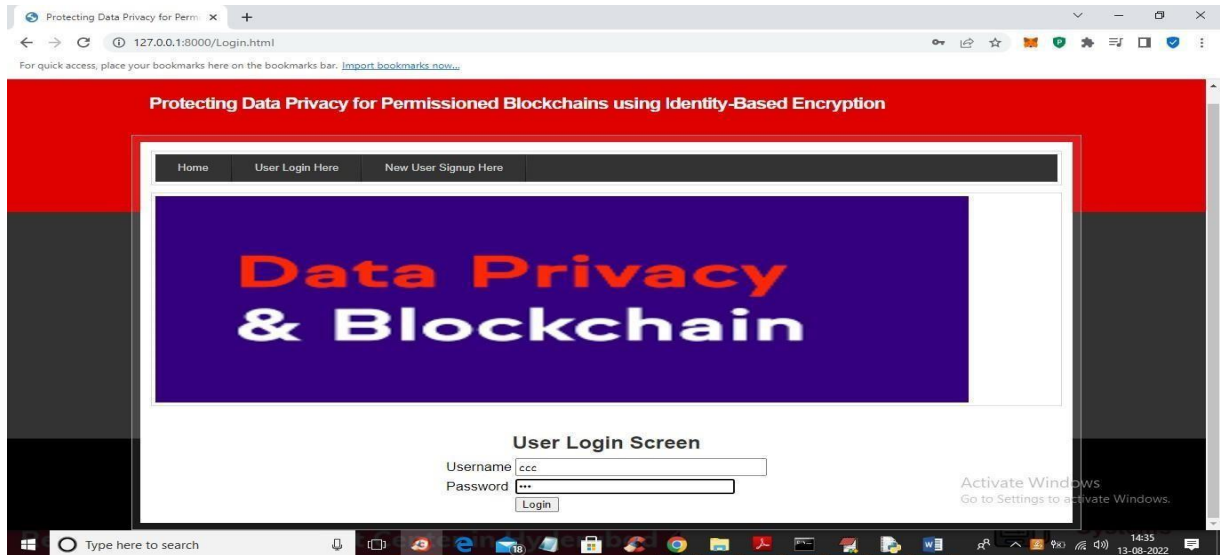 Protecting Data Privacy for Perm
127.0.0.1:8000/Login.html
For quick access, place your bookmarks here on the bookmarks bar. Import bookmarks now...
Protecting Data Privacy for Permissioned Blockchains using Identity-Based Encryption
Home User Login Here New User Signup Here
Data Privacy
& Blockchain
User Login Screen
Username ccc
Password •••
Login
Activate Windows
Go to Settings to activate Windows.
Type here to search
18
14:35
13-08-2022